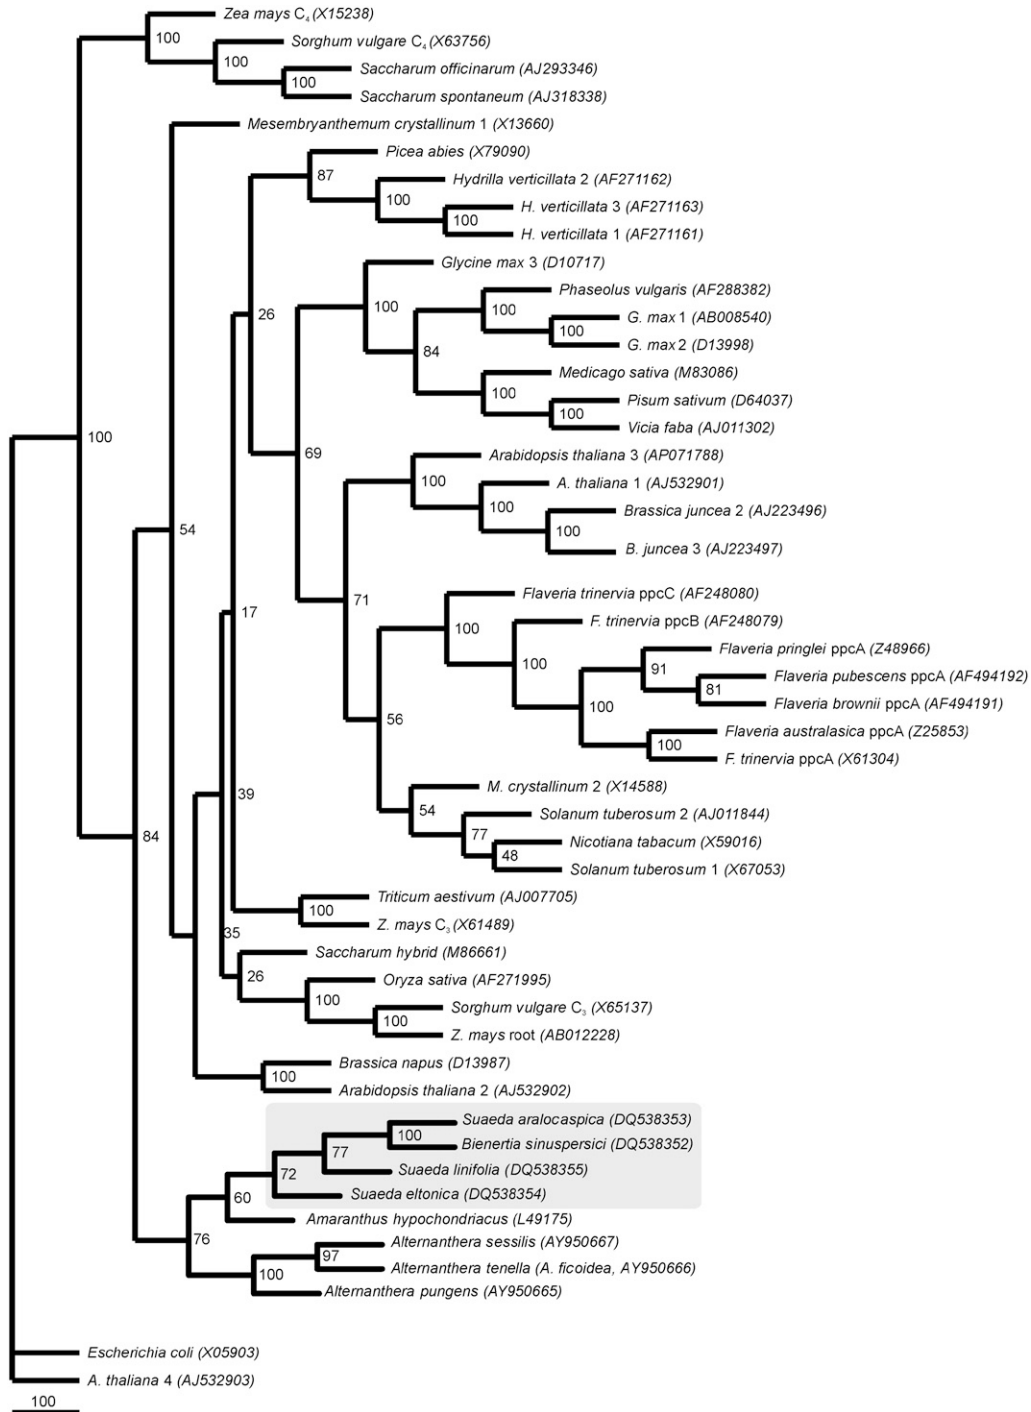 Zea mays C₄ (X15238)
100
Sorghum vulgare C₄ (X63756)
100
Saccharum officinarum (AJ293346)
100
Saccharum spontaneum (AJ318338)
Mesembryanthemum crystallinum 1 (X13660)
Picea abies (X79090)
87
Hydrilla verticillata 2 (AF271162)
100
H. verticillata 3 (AF271163)
100
H. verticillata 1 (AF271161)
Glycine max 3 (D10717)
Phaseolus vulgaris (AF288382)
100
100
26
G. max 1 (AB008540)
100
G. max 2 (D13998)
84
Medicago sativa (M83086)
100
Pisum sativum (D64037)
100
Vicia faba (AJ011302)
100
69
Arabidopsis thaliana 3 (AP071788)
100
A. thaliana 1 (AJ532901)
100
Brassica juncea 2 (AJ223496)
54
100
B. juncea 3 (AJ223497)
Flaveria trinervia ppcC (AF248080)
71
17
F. trinervia ppcB (AF248079)
100
Flaveria pringlei ppcA (Z48966)
100
91
Flaveria pubescens ppcA (AF494192)
81
Flaveria brownii ppcA (AF494191)
100
56
Flaveria australasica ppcA (Z25853)
100
F. trinervia ppcA (X61304)
M. crystallinum 2 (X14588)
39
54
Solanum tuberosum 2 (AJ011844)
84
77
Nicotiana tabacum (X59016)
48
Solanum tuberosum 1 (X67053)
Triticum aestivum (AJ007705)
100
Z. mays C₃ (X61489)
35
Saccharum hybrid (M86661)
26
Oryza sativa (AF271995)
100
Sorghum vulgare C₃ (X65137)
100
Z. mays root (AB012228)
Brassica napus (D13987)
100
Arabidopsis thaliana 2 (AJ532902)
Suaeda aralocaspica (DQ538353)
100
Bienertia sinuspersici (DQ538352)
77
Suaeda linifolia (DQ538355)
72
Suaeda eltonica (DQ538354)
60
Amaranthus hypochondriacus (L49175)
76
Alternanthera sessilis (AY950667)
97
Alternanthera tenella (A. ficoidea, AY950666)
100
Alternanthera pungens (AY950665)
Escherichia coli (X05903)
A. thaliana 4 (AJ532903)
100